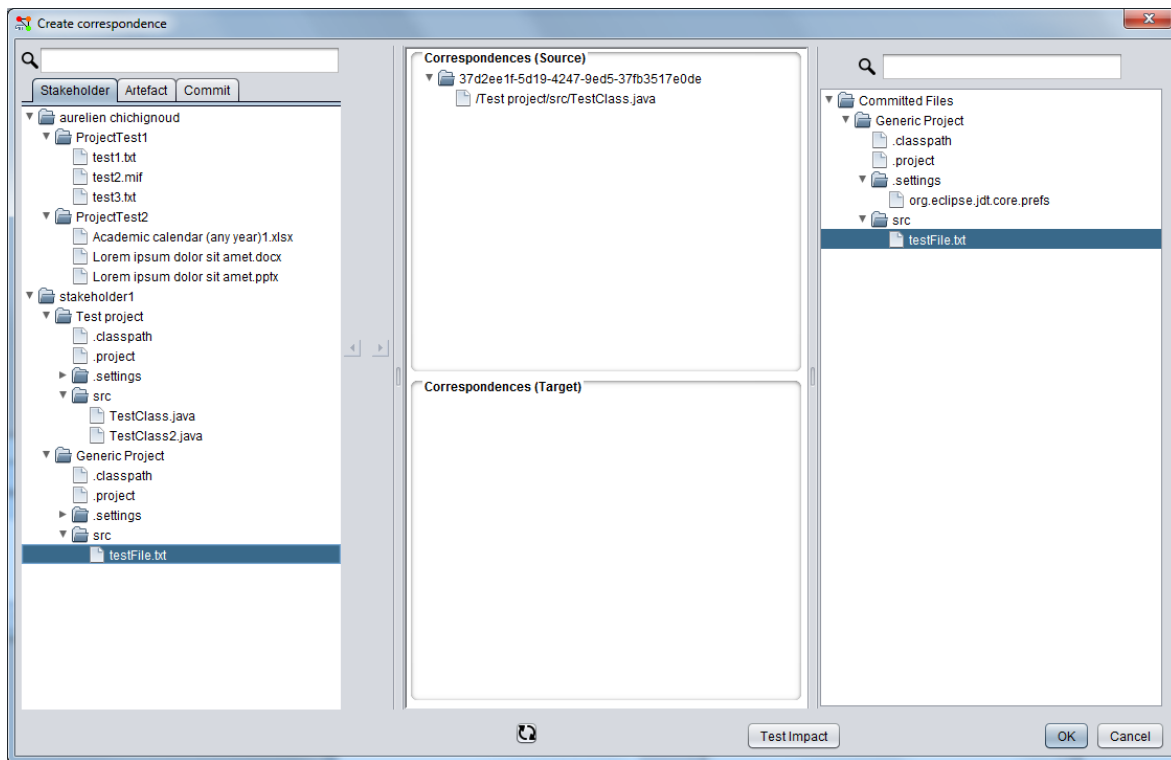 Create correspondence
Stakeholder
Artefact
Commit
aurelien chichignoud
ProjectTest1
test1.txt
test2.mif
test3.txt
ProjectTest2
Academic calendar (any year)1.xlsx
Lorem ipsum dolor sit amet.docx
Lorem ipsum dolor sit amet.pptx
stakeholder1
Test project
.classpath
.project
.settings
src
TestClass.java
TestClass2.java
Generic Project
.classpath
.project
.settings
src
testFile.txt
Correspondences (Source)
37d2ee1f-5d19-4247-9ed5-37fb3517e0de
/Test project/src/TestClass.java
Correspondences (Target)
Committed Files
Generic Project
.classpath
.project
.settings
org.eclipse.jdt.core.prefs
src
testFile.txt
Test Impact
OK
Cancel